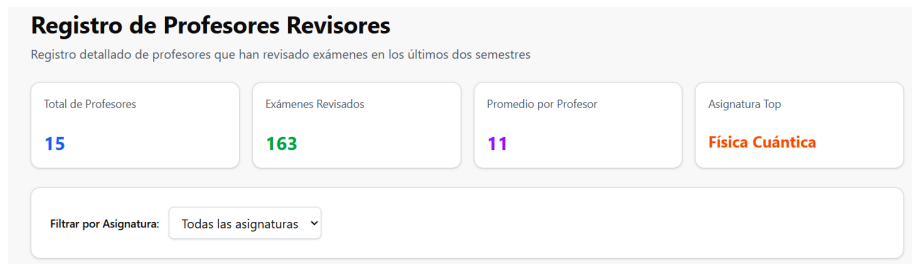 Registro de Profesores Revisores
Registro detallado de profesores que han revisado exámenes en los últimos dos semestres
Total de Profesores
15
Exámenes Revisados
163
Promedio por Profesor
11
Asignatura Top
Física Cuántica
Filtrar por Asignatura:
Todas las asignaturas